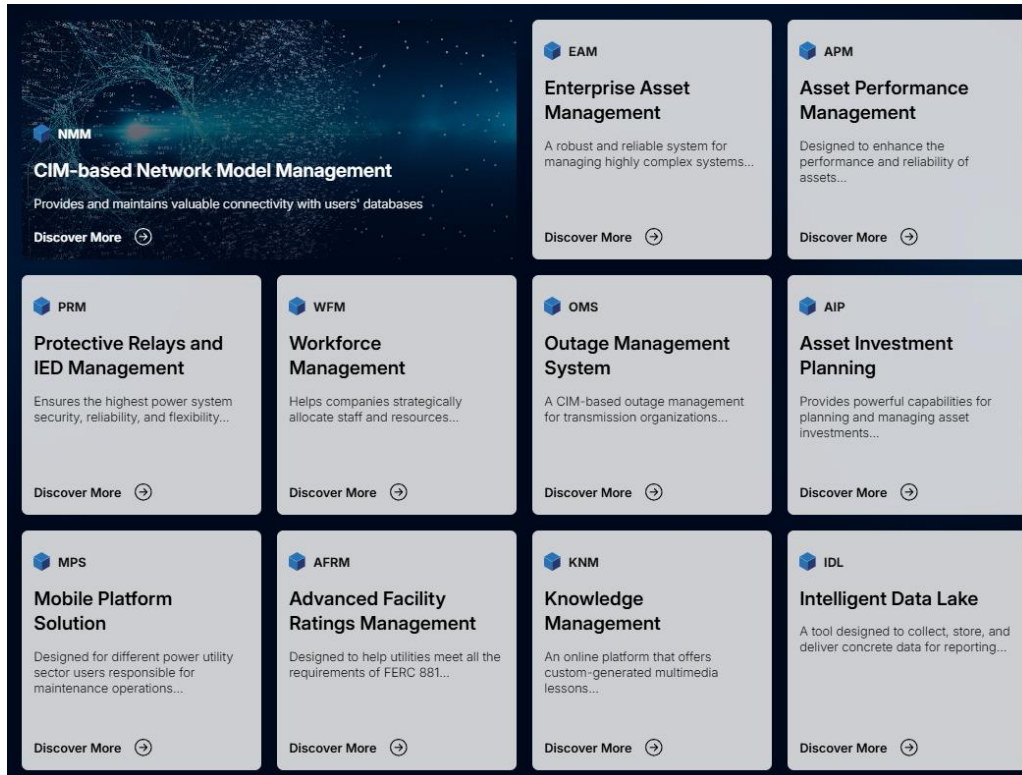 NMM
CIM-based Network Model Management
Provides and maintains valuable connectivity with users' databases
Discover More
EAM
Enterprise Asset
Management
A robust and reliable system for
managing highly complex systems...
Discover More
APM
Asset Performance
Management
Designed to enhance the
performance and reliability of
assets...
Discover More
PRM
Protective Relays and
IED Management
Ensures the highest power system
security, reliability, and flexibility...
Discover More
WFM
Workforce
Management
Helps companies strategically
allocate staff and resources...
Discover More
OMS
Outage Management
System
A CIM-based outage management
for transmission organizations...
Discover More
AIP
Asset Investment
Planning
Provides powerful capabilities for
planning and managing asset
investments...
Discover More
MPS
Mobile Platform
Solution
Designed for different power utility
sector users responsible for
maintenance operations...
Discover More
AFRM
Advanced Facility
Ratings Management
Designed to help utilities meet all the
requirements of FERC 881...
Discover More
KNM
Knowledge
Management
An online platform that offers
custom-generated multimedia
lessons...
Discover More
IDL
Intelligent Data Lake
A tool designed to collect, store, and
deliver concrete data for reporting...
Discover More